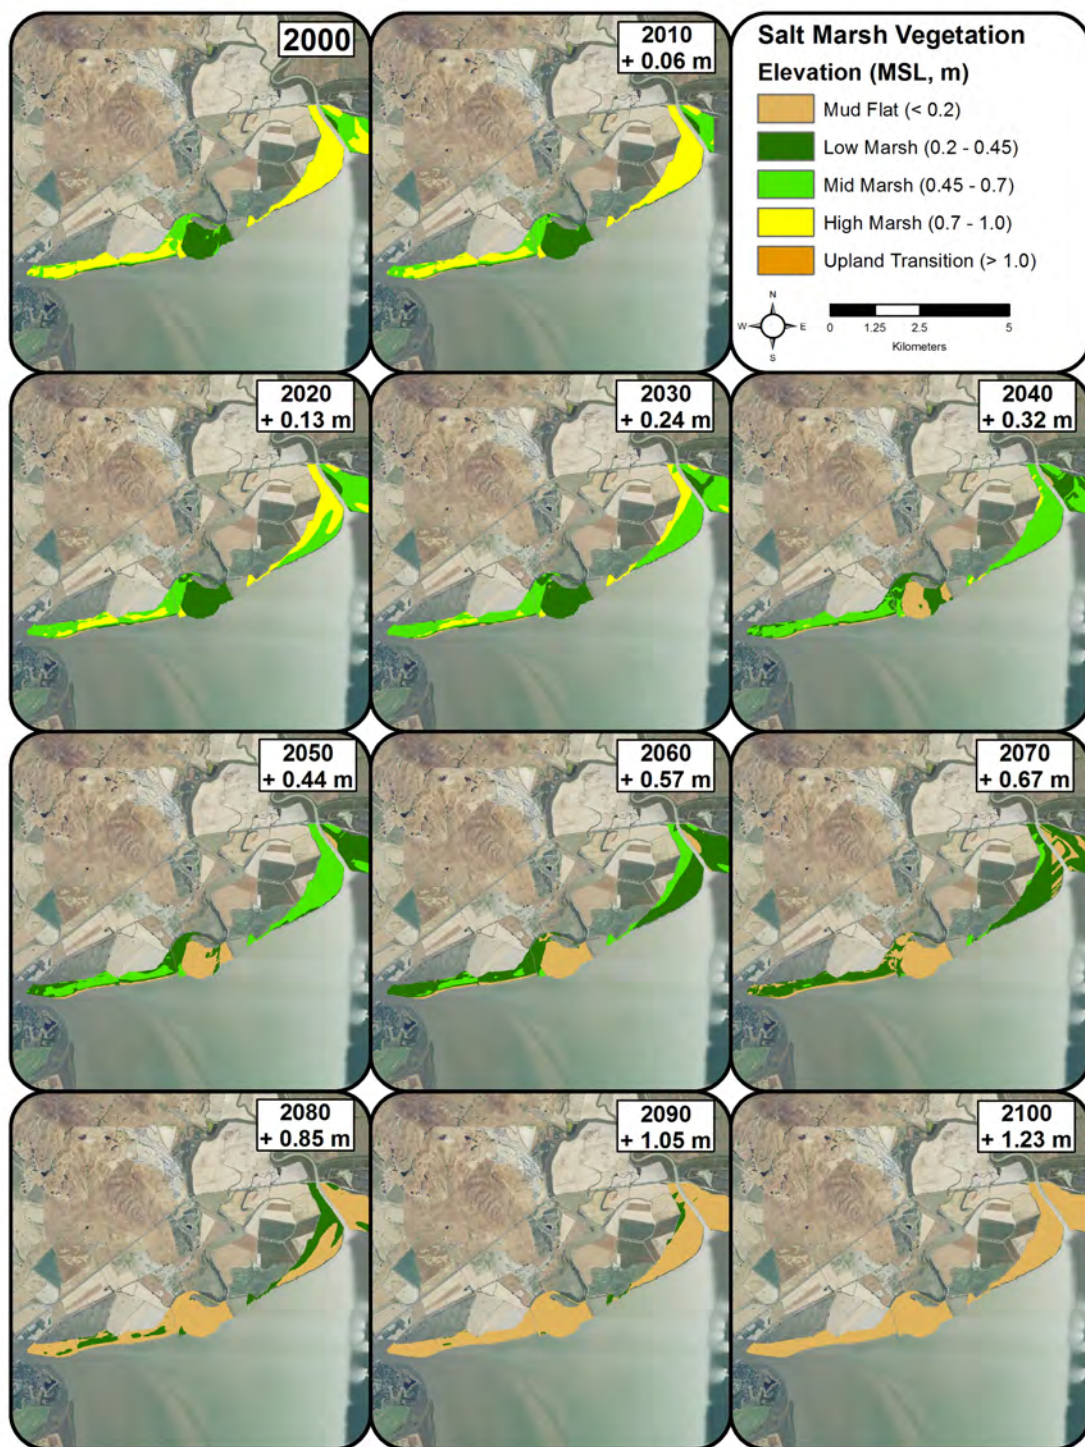 2000
2010
+ 0.06 m
Salt Marsh Vegetation
Elevation (MSL, m)
Mud Flat (< 0.2)
Low Marsh (0.2 - 0.45)
Mid Marsh (0.45 - 0.7)
High Marsh (0.7 - 1.0)
Upland Transition (> 1.0)
N
W E
S
0 1.25 2.5 5
Kilometers
2020
+ 0.13 m
2030
+ 0.24 m
2040
+ 0.32 m
2050
+ 0.44 m
2060
+ 0.57 m
2070
+ 0.67 m
2080
+ 0.85 m
2090
+ 1.05 m
2100
+ 1.23 m